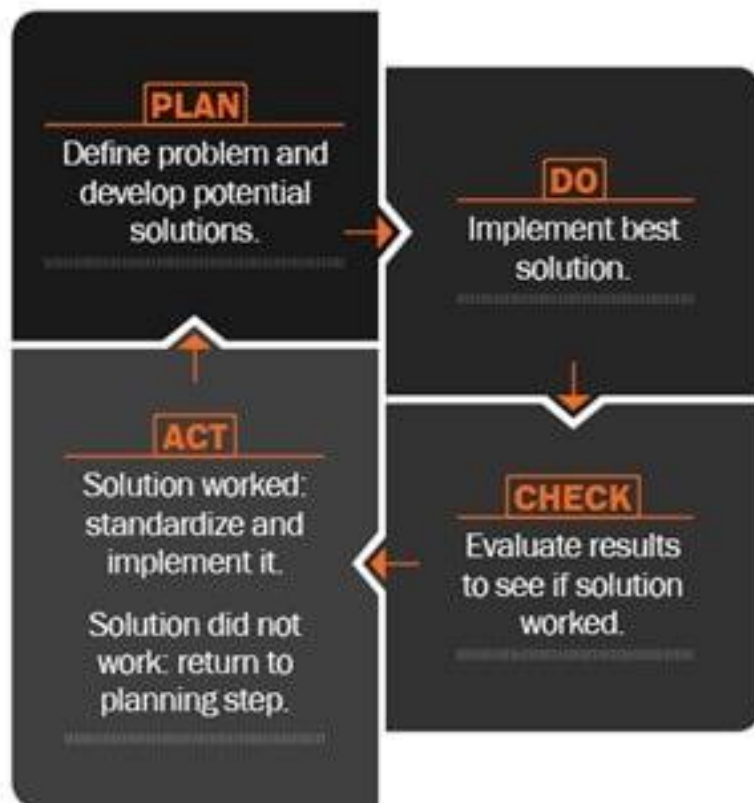 PLAN
Define problem and
develop potential
solutions.
DO
Implement best
solution.
CHECK
Evaluate results
to see if solution
worked.
ACT
Solution worked:
standardize and
implement it.
Solution did not
work: return to
planning step.